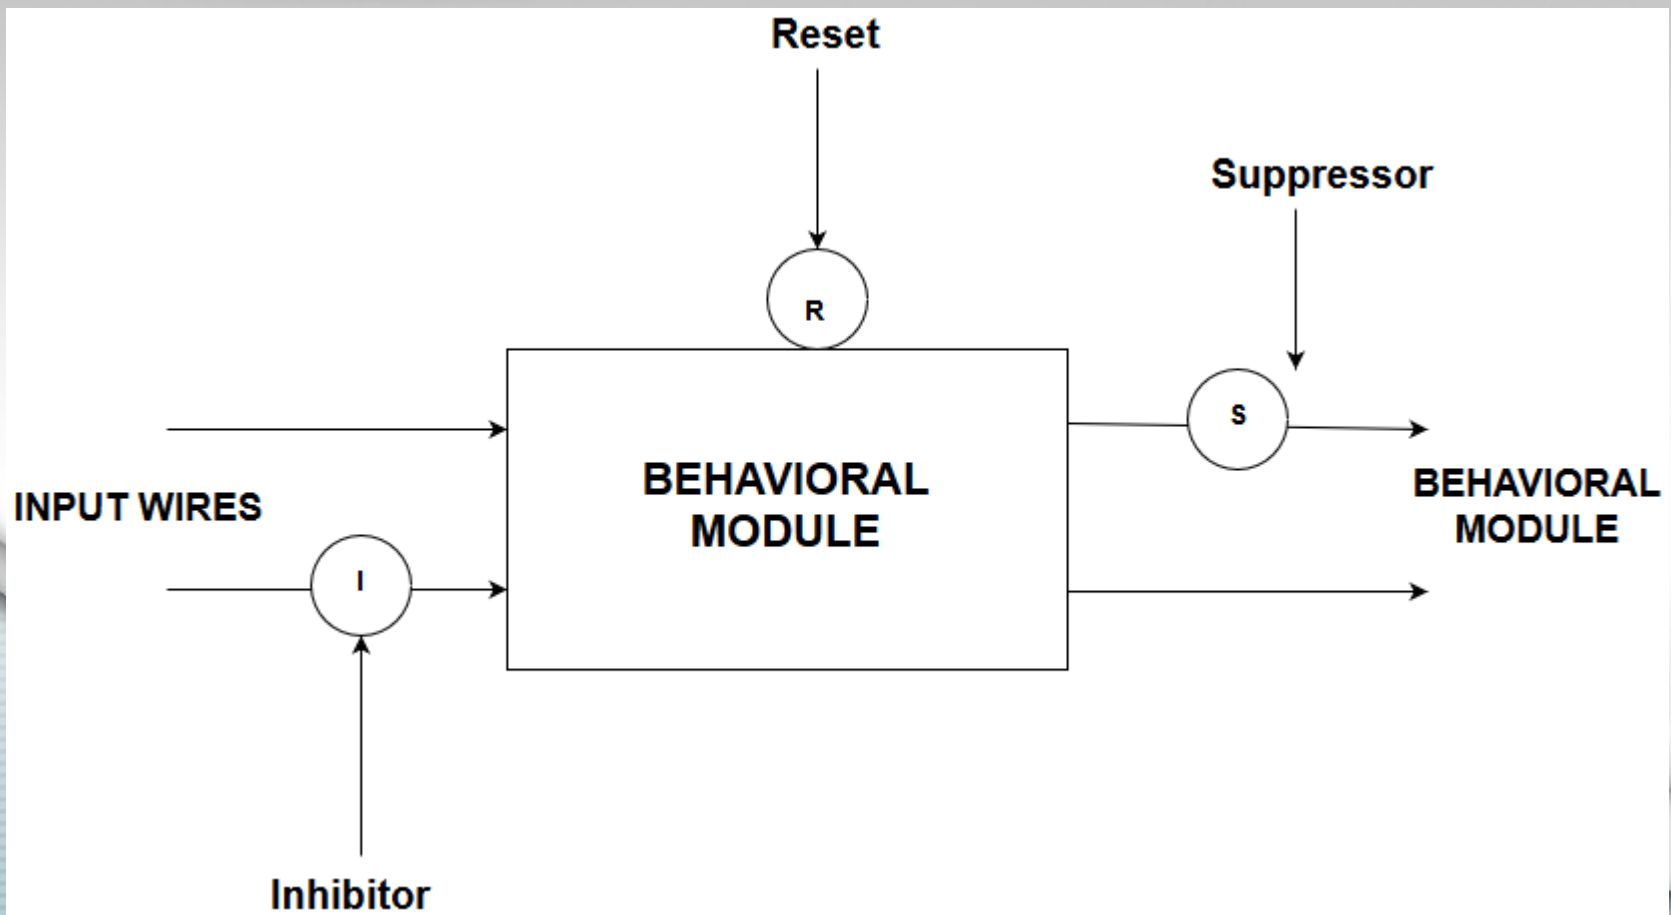 Reset
Suppressor
R
S
BEHAVIORAL
MODULE
INPUT WIRES
BEHAVIORAL
MODULE
I
Inhibitor